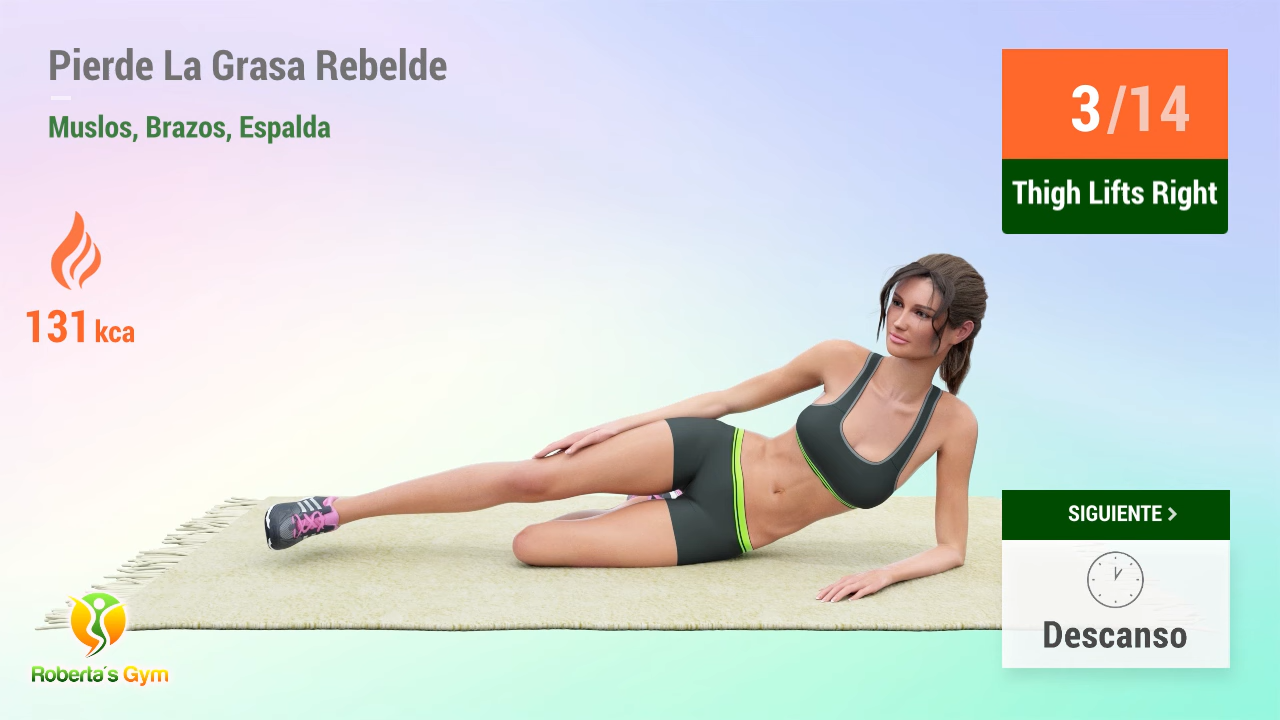 Pierde La Grasa Rebelde
Muslos, Brazos, Espalda
3/14
Thigh Lifts Right
131 kca
SIGUIENTE >
Descanso
Roberta´s Gym